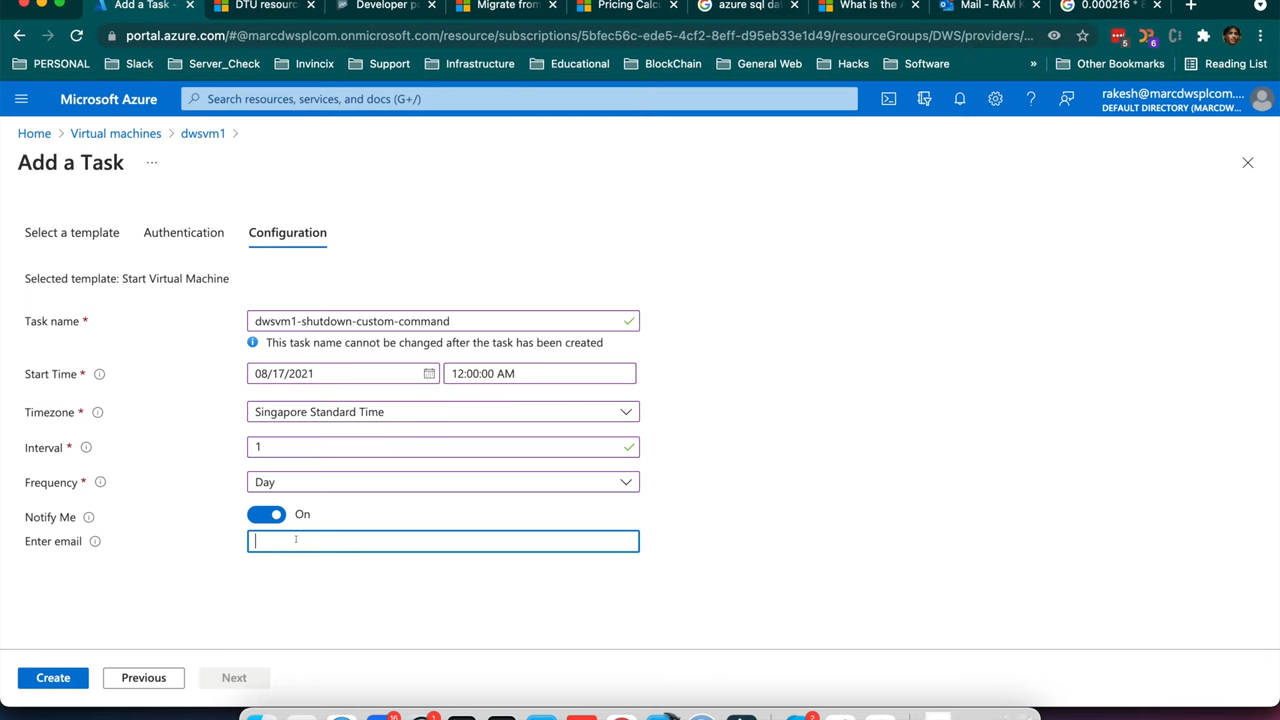 Add a Task - DTU resour Developer p Migrate from Pricing Calc azure sql da What is the A Mail - RAM K 0.000216 *
portal.azure.com/#@marcdwsplcom.onmicrosoft.com/resource/subscriptions/5bfec56c-ede5-4cf2-8eff-d95eb33e1d49/resourceGroups/DWS/providers/... 5 6
PERSONAL Slack Server_Check Invincix Support Infrastructure Educational BlockChain General Web Hacks Software » Other Bookmarks Reading List
Microsoft Azure Search resources, services, and docs (G+/) rakesh@marcdwsplcom....
DEFAULT DIRECTORY (MARCDW...
Home > Virtual machines > dwsvm1 >
Add a Task ...
Select a template Authentication Configuration
Selected template: Start Virtual Machine
Task name * dwsvm1-shutdown-custom-command
This task name cannot be changed after the task has been created
Start Time * 08/17/2021 12:00:00 AM
Timezone * Singapore Standard Time
Interval * 1
Frequency * Day
Notify Me On
Enter email
Create Previous Next
16 1 2